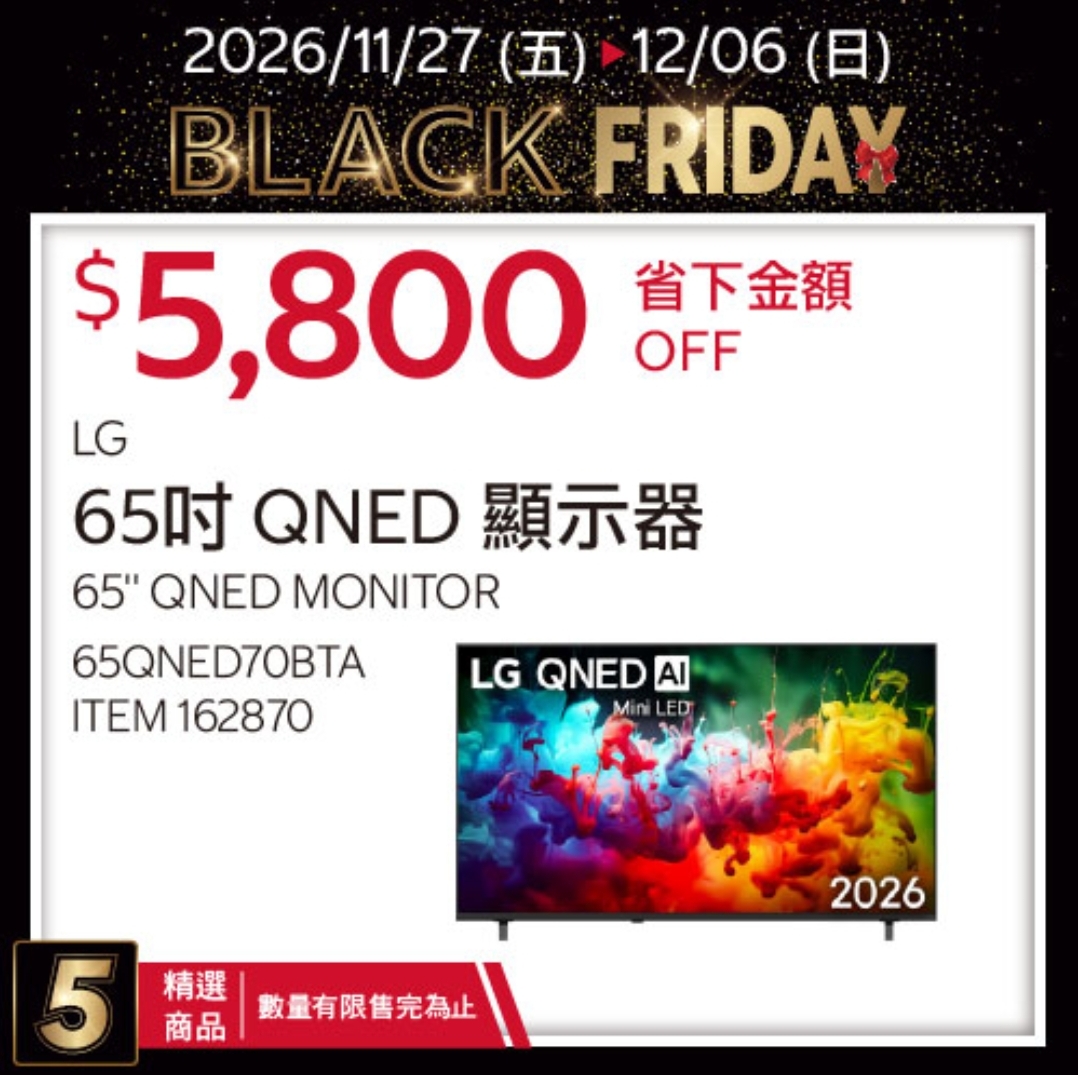 2026/11/27 (五)▶12/06 (日)
BLACK FRIDAY
$5,800 省下金額
OFF
LG
65吋 QNED 顯示器
65" QNED MONITOR
65QNED70BTA
ITEM 162870
LG QNED AI
Mini LED
2026
5
精選
商品
數量有限售完為止